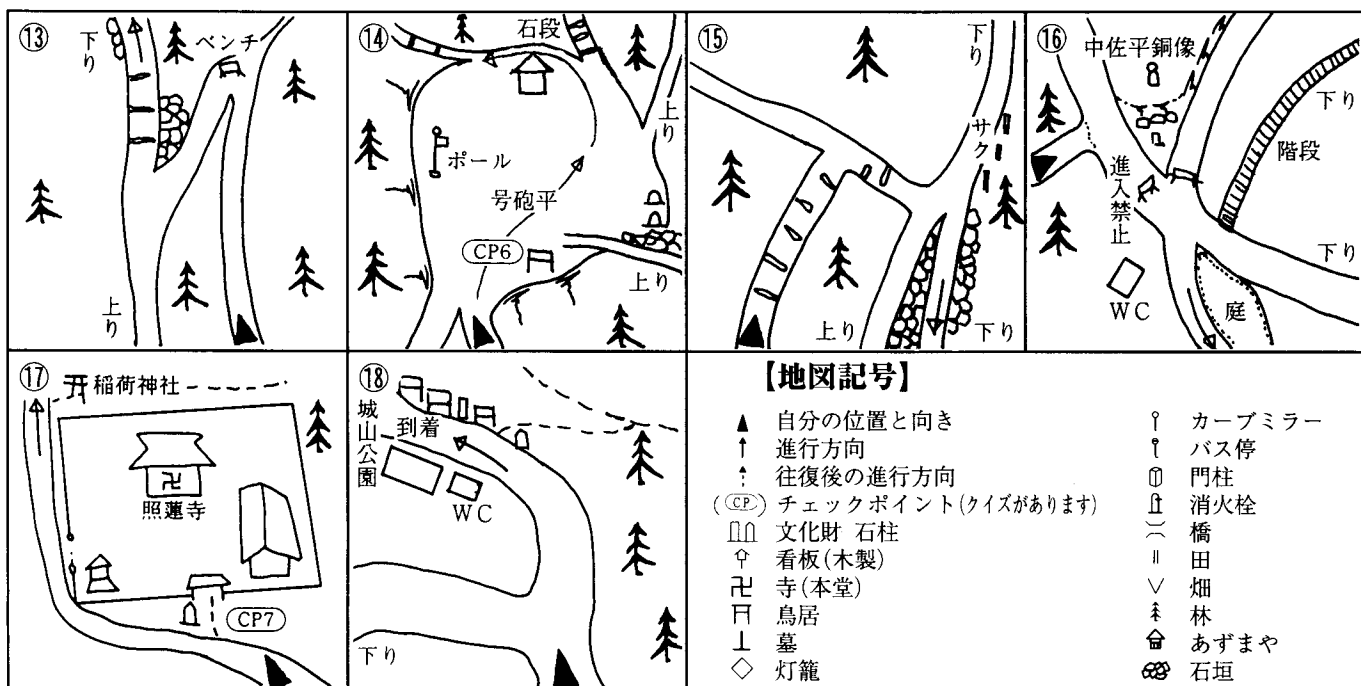 ⑬
下り
ベンチ
上り
⑭
石段
上り
ポール
号砲平
CP6
上り
⑮
サク
上り
下り
⑯
中佐平銅像
下り
階段
進入禁止
下り
WC
庭
⑰
稲荷神社
卍
照蓮寺
CP7
⑱
城山公園
到着
WC
下り
【地図記号】
自分の位置と向き
進行方向
往復後の進行方向
(CP) チェックポイント(クイズがあります)
文化財 石柱
看板(木製)
卍 寺(本堂)
鳥居
墓
灯籠
カーブミラー
バス停
門柱
消火栓
橋
田
畑
林
あずまや
石垣